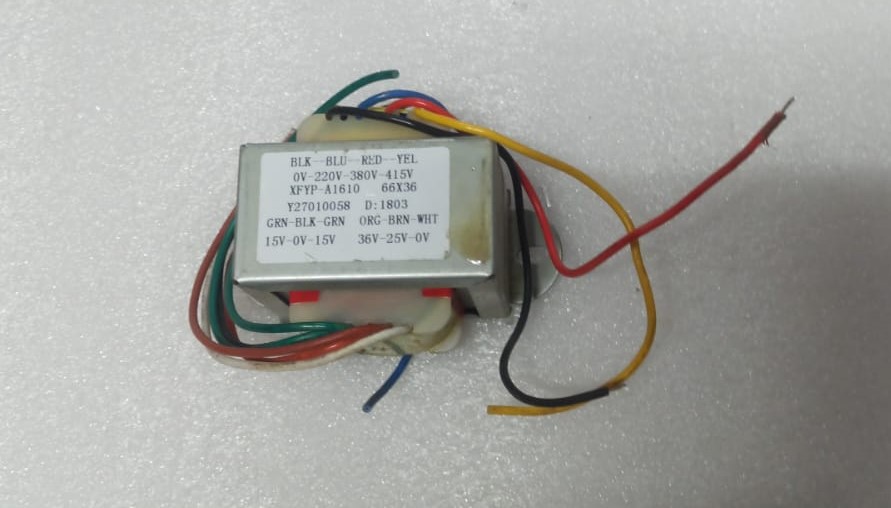 BLK--BLU--RED--YEL
0V-220V-380V-415V
XFYP-A1610 66X36
Y27010058 D:1803
GRN-BLK-GRN ORG-BRN-WHT
15V-0V-15V 36V-25V-0V